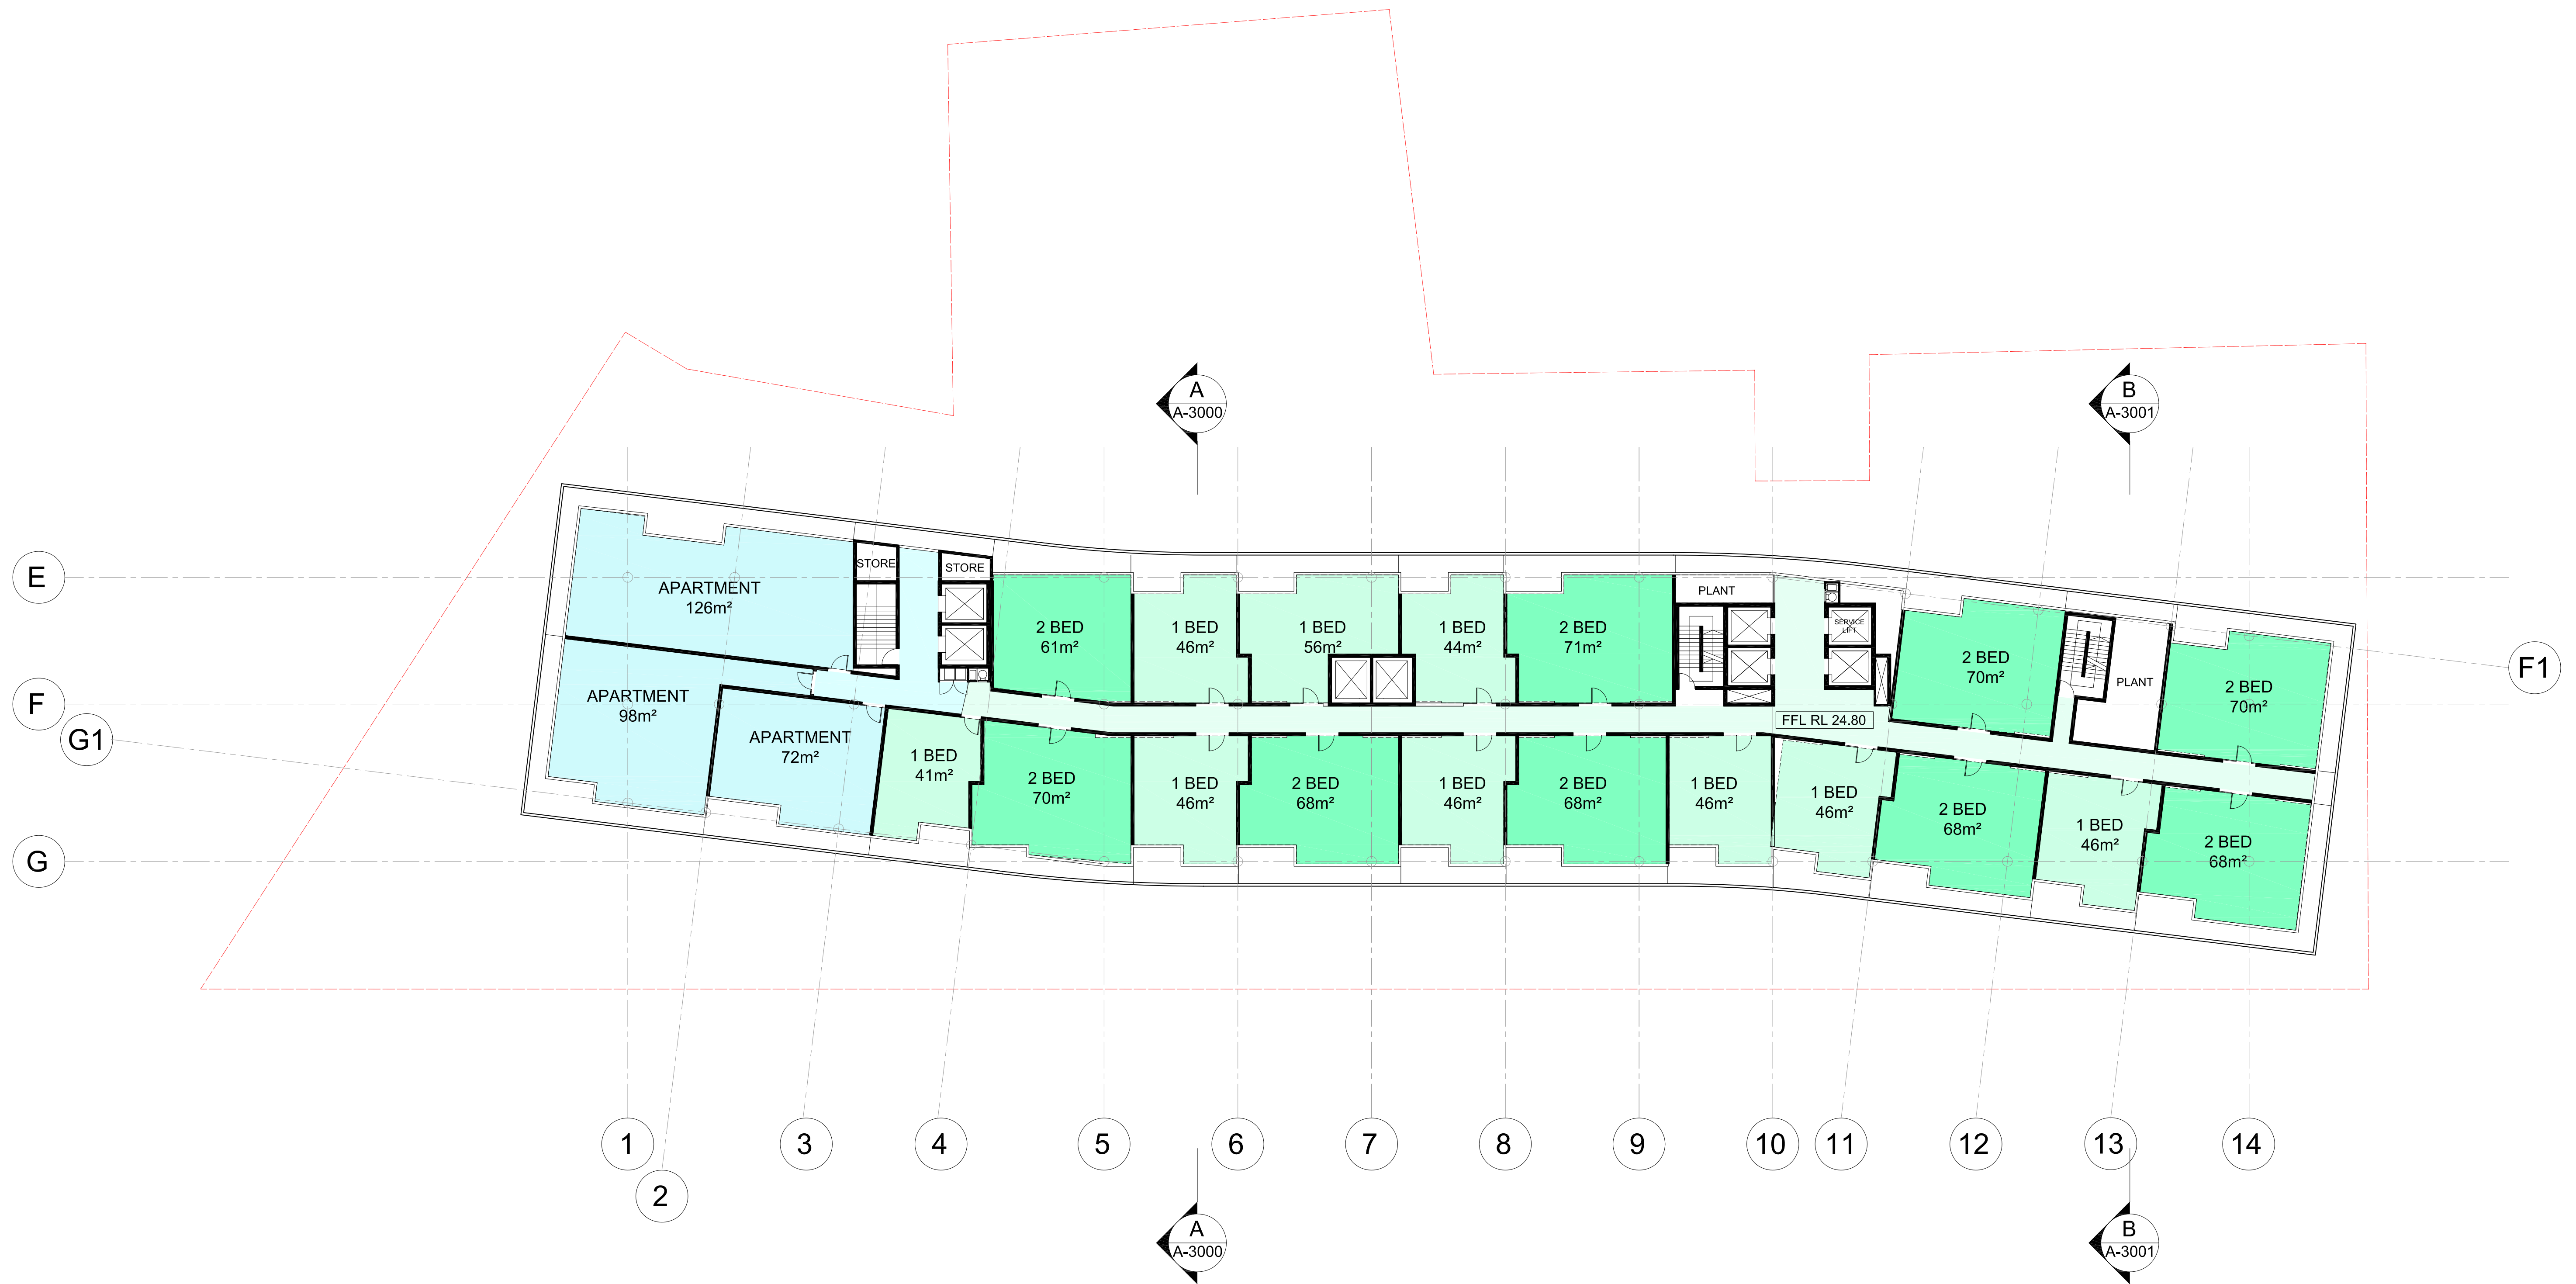 A
A-3000
B
A-3001
E
F
G1
G
F1
STORE
STORE
APARTMENT
126m²
APARTMENT
98m²
APARTMENT
72m²
2 BED
61m²
1 BED
46m²
1 BED
56m²
1 BED
44m²
2 BED
71m²
PLANT
SERVICE
LIFT
2 BED
70m²
PLANT
2 BED
70m²
FFL RL 24.80
1 BED
41m²
2 BED
70m²
1 BED
46m²
2 BED
68m²
1 BED
46m²
2 BED
68m²
1 BED
46m²
1 BED
46m²
2 BED
68m²
1 BED
46m²
2 BED
68m²
1
2
3
4
5
6
7
8
9
10
11
12
13
14
A
A-3000
B
A-3001